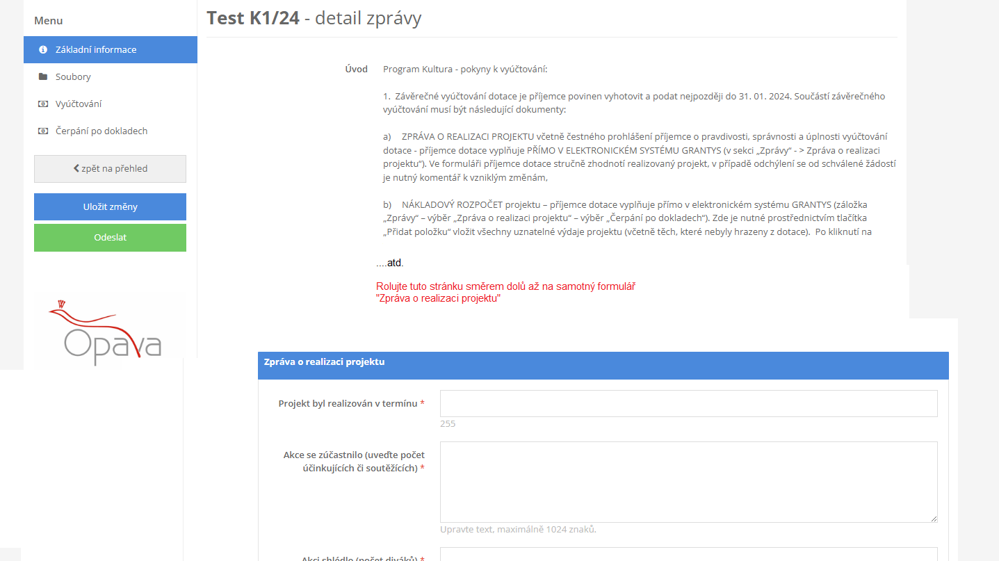 Menu
Základní informace
Soubory
Vyúčtování
Čerpání po dokladech
zpět na přehled
Uložit změny
Odeslat
Opava
Test K1/24 - detail zprávy
Úvod
Program Kultura - pokyny k vyúčtování:
1. Závěrečné vyúčtování dotace je příjemce povinen vyhotovit a podat nejpozději do 31. 01. 2024. Součástí závěrečného
vyúčtování musí být následující dokumenty:
a) ZPRÁVA O REALIZACI PROJEKTU včetně čestného prohlášení příjemce o pravdivosti, správnosti a úplnosti vyúčtování
dotace - příjemce dotace vyplňuje PŘÍMO V ELEKTRONICKÉM SYSTÉMU GRANTYS (v sekci „Zprávy“ - > Zpráva o realizaci
projektu“). Ve formuláři příjemce dotace stručně zhodnotí realizovaný projekt, v případě odchýlení se od schválené žádostí
je nutný komentář k vzniklým změnám,
b) NÁKLADOVÝ ROZPOČET projektu – příjemce dotace vyplňuje přímo v elektronickém systému GRANTYS (záložka
„Zprávy“ – výběr „Zpráva o realizaci projektu“ – výběr „Čerpání po dokladech“). Zde je nutné prostřednictvím tlačítka
„Přidat položku“ vložit všechny uznatelné výdaje projektu (včetně těch, které nebyly hrazeny z dotace). Po kliknutí na
....atd.
Rolujte tuto stránku směrem dolů až na samotný formulář
"Zpráva o realizaci projektu"
Zpráva o realizaci projektu
Projekt byl realizován v termínu *
255
Akce se zúčastnilo (uveďte počet
účinkujících či soutěžících) *
Upravte text, maximálně 1024 znaků.
Akci shlédlo (počet diváků) *